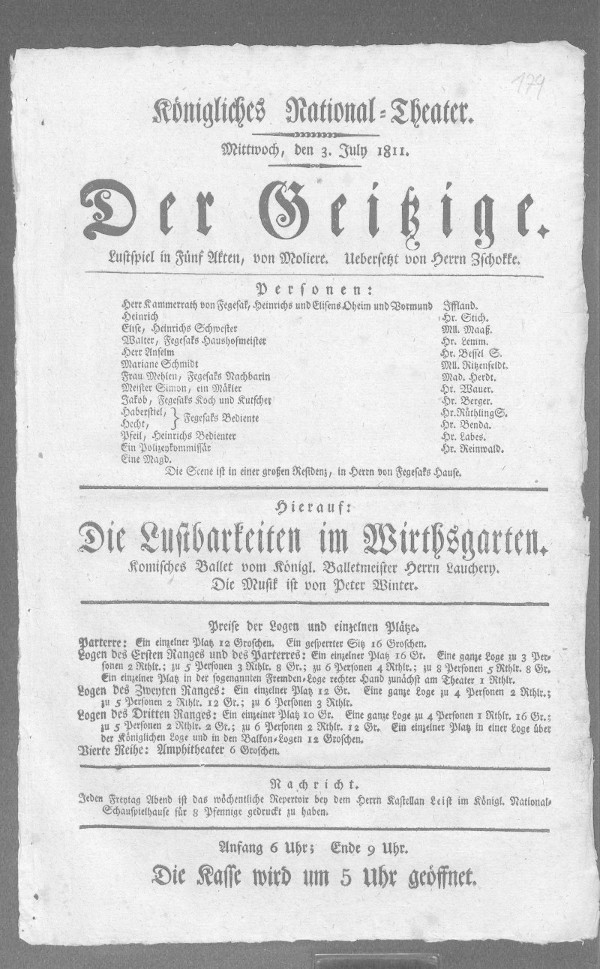 179
Königliches National-Theater.
Mittwoch, den 3. July 1811.
Der Geitzige.
Lustspiel in Fünf Akten, von Moliere. Uebersetzt von Herrn Zschokke.
Personen:
Herr Kammerrath von Fegesak, Heinrichs und Elisens Oheim und Vormund Iffland.
Heinrich Hr. Stich.
Elise, Heinrichs Schwester Mll. Maaß.
Walter, Fegesaks Haushofmeister Hr. Lemm.
Herr Anselm Hr. Bessel S.
Mariane Schmidt Mll. Ritzenfeldt.
Frau Mehlen, Fegesaks Nachbarin Mad. Herdt.
Meister Simon, ein Mäkler Hr. Wauer.
Jakob, Fegesaks Koch und Kutscher Hr. Berger.
Haberstiel, } Fegesaks Bediente Hr. Rüthling S.
Hecht, Hr. Benda.
Pfeil, Heinrichs Bedienter Hr. Labes.
Ein Polizeykommissär Hr. Reinwald.
Eine Magd.
Die Scene ist in einer großen Residenz, in Herrn von Fegesaks Hause.
Hierauf:
Die Lustbarkeiten im Wirthsgarten.
Komisches Ballet vom Königl. Balletmeister Herrn Lauchery.
Die Musik ist von Peter Winter.
Preise der Logen und einzelnen Plätze.
Parterre: Ein einzelner Platz 12 Groschen. Ein gesperrter Sitz 16 Groschen.
Logen des Ersten Ranges und des Parterres: Ein einzelner Platz 16 Gr. Eine ganze Loge zu 3 Per-
sonen 2 Rthlr.; zu 5 Personen 3 Rthlr. 8 Gr.; zu 6 Personen 4 Rthlr.; zu 8 Personen 5 Rthlr. 8 Gr.
Ein einzelner Platz in der sogenannten Fremden-Loge rechter Hand zunächst am Theater 1 Rthlr.
Logen des Zweyten Ranges: Ein einzelner Platz 12 Gr. Eine ganze Loge zu 4 Personen 2 Rthlr.;
zu 5 Personen 2 Rthlr. 12 Gr.; zu 6 Personen 3 Rthlr.
Logen des Dritten Ranges: Ein einzelner Platz 10 Gr. Eine ganze Loge zu 4 Personen 1 Rthlr. 16 Gr.;
zu 5 Personen 2 Rthlr. 2 Gr.; zu 6 Personen 2 Rthlr. 12 Gr. Ein einzelner Platz in einer Loge über
der Königlichen Loge und in den Balkon-Logen 12 Groschen.
Vierte Reihe: Amphitheater 6 Groschen.
Nachricht.
Jeden Freytag Abend ist das wöchentliche Repertoir bey dem Herrn Kastellan Leist im Königl. National-
Schauspielhause für 8 Pfennige gedruckt zu haben.
Anfang 6 Uhr; Ende 9 Uhr.
Die Kasse wird um 5 Uhr geöffnet.